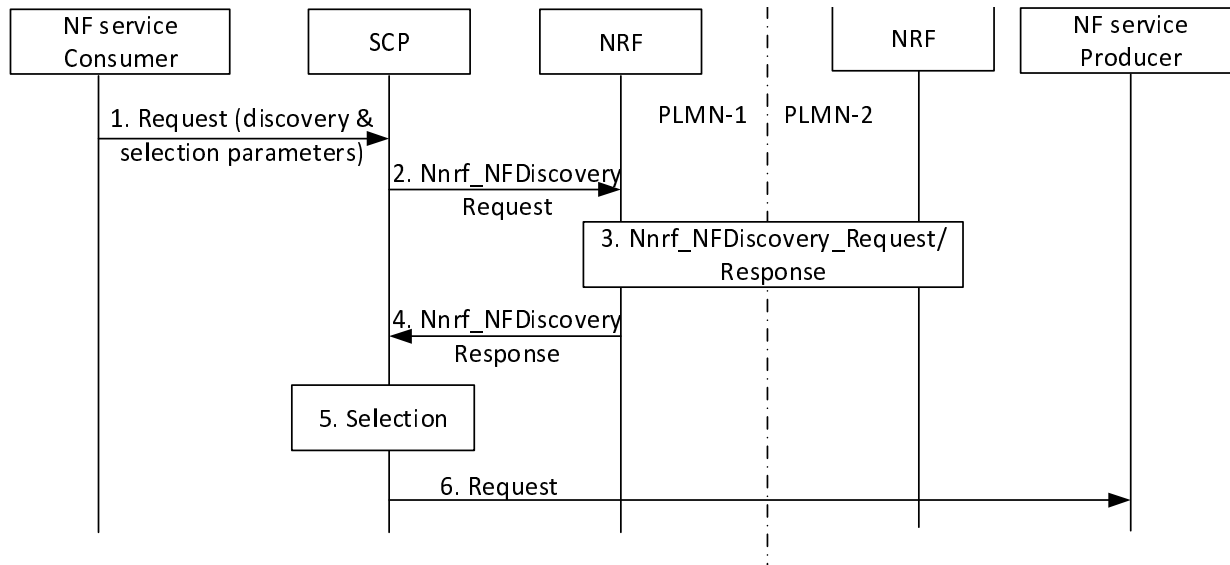 NF service
Consumer
SCP
NRF
NRF
NF service
Producer
PLMN-1
PLMN-2
1. Request (discovery &
selection parameters)
2. Nnrf_NFDiscovery
Request
3. Nnrf_NFDiscovery_Request/
Response
4. Nnrf_NFDiscovery
Response
5. Selection
6. Request